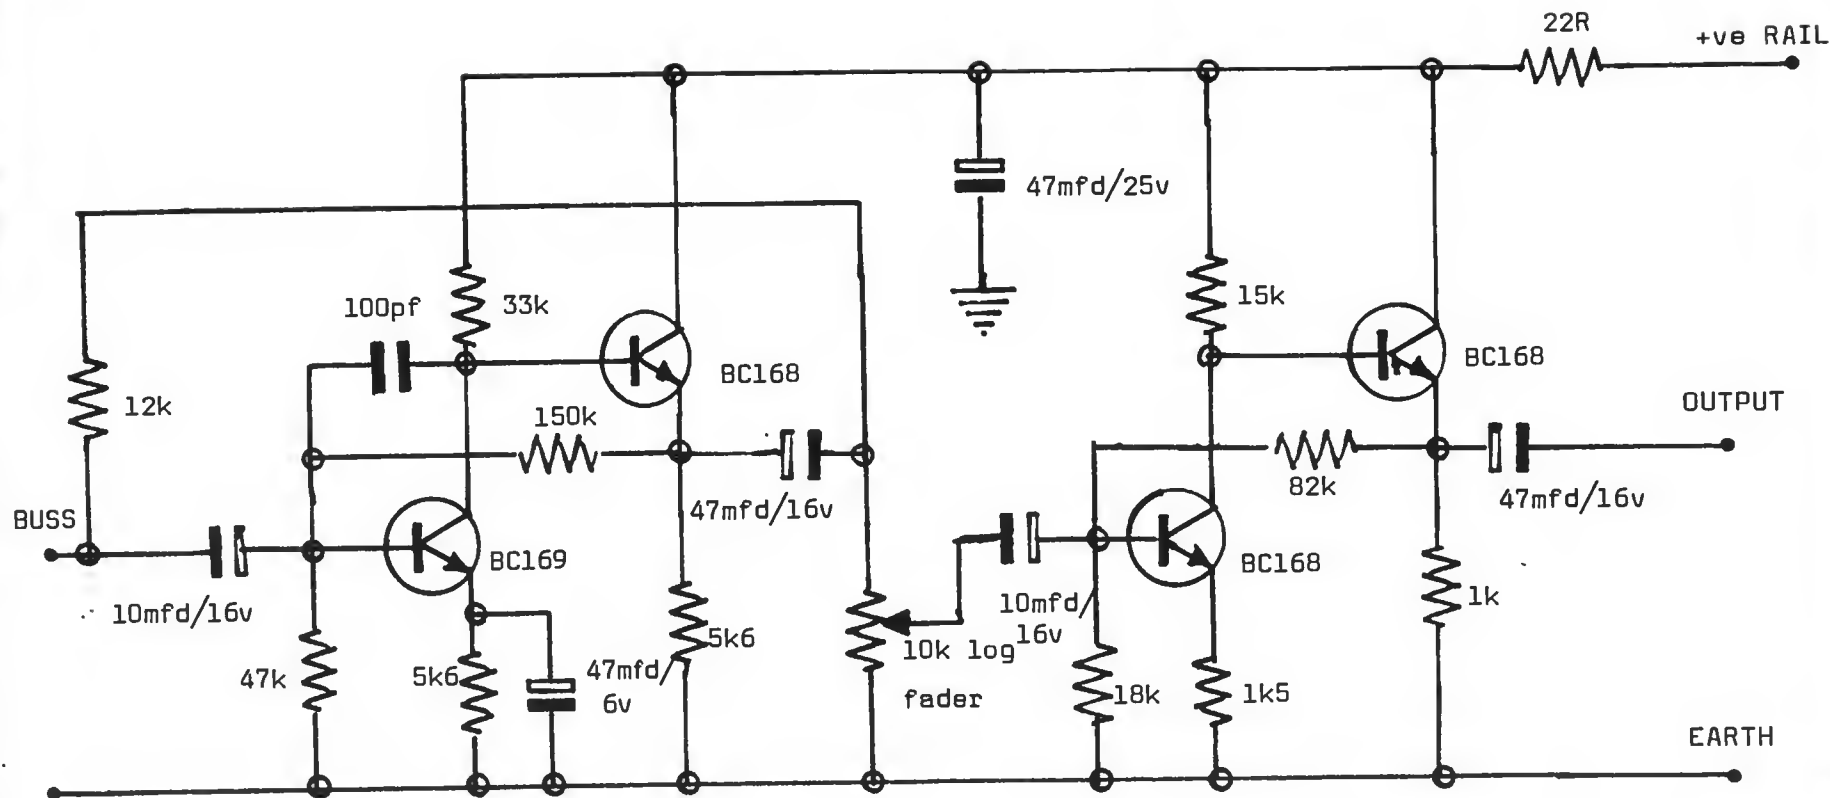 22R
+ve RAIL
47mfd/25v
100pf
33k
15k
BC168
BC168
12k
150k
OUTPUT
82k
47mfd/16v
47mfd/16v
BUSS
BC169
BC168
10mfd/16v
10mfd/
16v
1k
5k6
10k log
fader
47k
5k6
47mfd/
6v
18k
1k5
EARTH